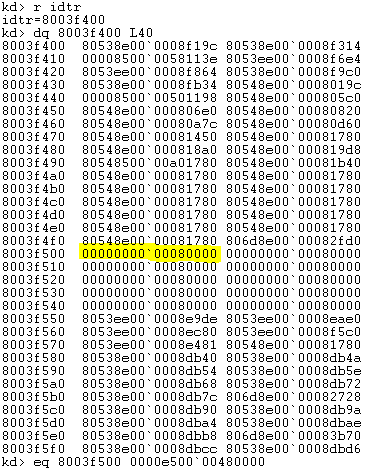 kd> r idtr
idtr=8003f400
kd> dq 8003f400 L40
8003f400 80538e00`0008f19c 80538e00`0008f314
8003f410 00008500`0058113e 8053ee00`0008f6e4
8003f420 8053ee00`0008f864 80538e00`0008f9c0
8003f430 80538e00`0008fb34 80548e00`0008019c
8003f440 00008500`00501198 80548e00`000805c0
8003f450 80548e00`000806e0 80548e00`00080820
8003f460 80548e00`00080a7c 80548e00`00080d60
8003f470 80548e00`00081450 80548e00`00081780
8003f480 80548e00`000818a0 80548e00`000819d8
8003f490 80548500`00a01780 80548e00`00081b40
8003f4a0 80548e00`00081780 80548e00`00081780
8003f4b0 80548e00`00081780 80548e00`00081780
8003f4c0 80548e00`00081780 80548e00`00081780
8003f4d0 80548e00`00081780 80548e00`00081780
8003f4e0 80548e00`00081780 80548e00`00081780
8003f4f0 80548e00`00081780 806d8e00`00082fd0
8003f500 00000000`00080000 00000000`00080000
8003f510 00000000`00080000 00000000`00080000
8003f520 00000000`00080000 00000000`00080000
8003f530 00000000`00080000 00000000`00080000
8003f540 00000000`00080000 00000000`00080000
8003f550 8053ee00`0008e9de 8053ee00`0008eae0
8003f560 8053ee00`0008ec80 8053ee00`0008f5c0
8003f570 8053ee00`0008e481 80548e00`00081780
8003f580 80538e00`0008db40 80538e00`0008db4a
8003f590 80538e00`0008db54 80538e00`0008db5e
8003f5a0 80538e00`0008db68 80538e00`0008db72
8003f5b0 80538e00`0008db7c 806d8e00`00082728
8003f5c0 80538e00`0008db90 80538e00`0008db9a
8003f5d0 80538e00`0008dba4 80538e00`0008dbae
8003f5e0 80538e00`0008dbb8 806d8e00`00083b70
8003f5f0 80538e00`0008dbcc 80538e00`0008dbd6
kd> eq 8003f500 0000e500`00480000